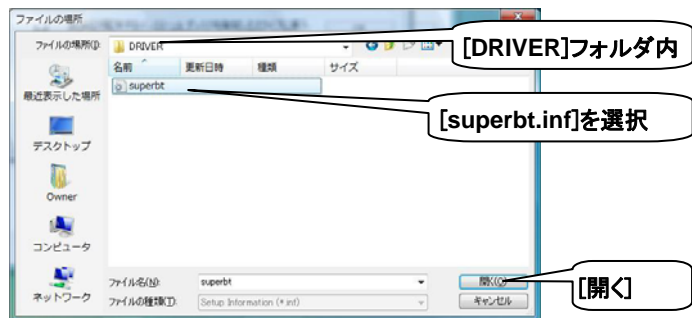 ファイルの場所
ファイルの場所(I):
DRIVER
[DRIVER]フォルダ内
名前
更新日時
種類
サイズ
superbt
最近表示した場所
[superbt.inf]を選択
デスクトップ
Owner
コンピュータ
ネットワーク
ファイル名(N):
superbt
開く(O)
[開く]
ファイルの種類(T):
Setup Information (*.inf)
キャンセル